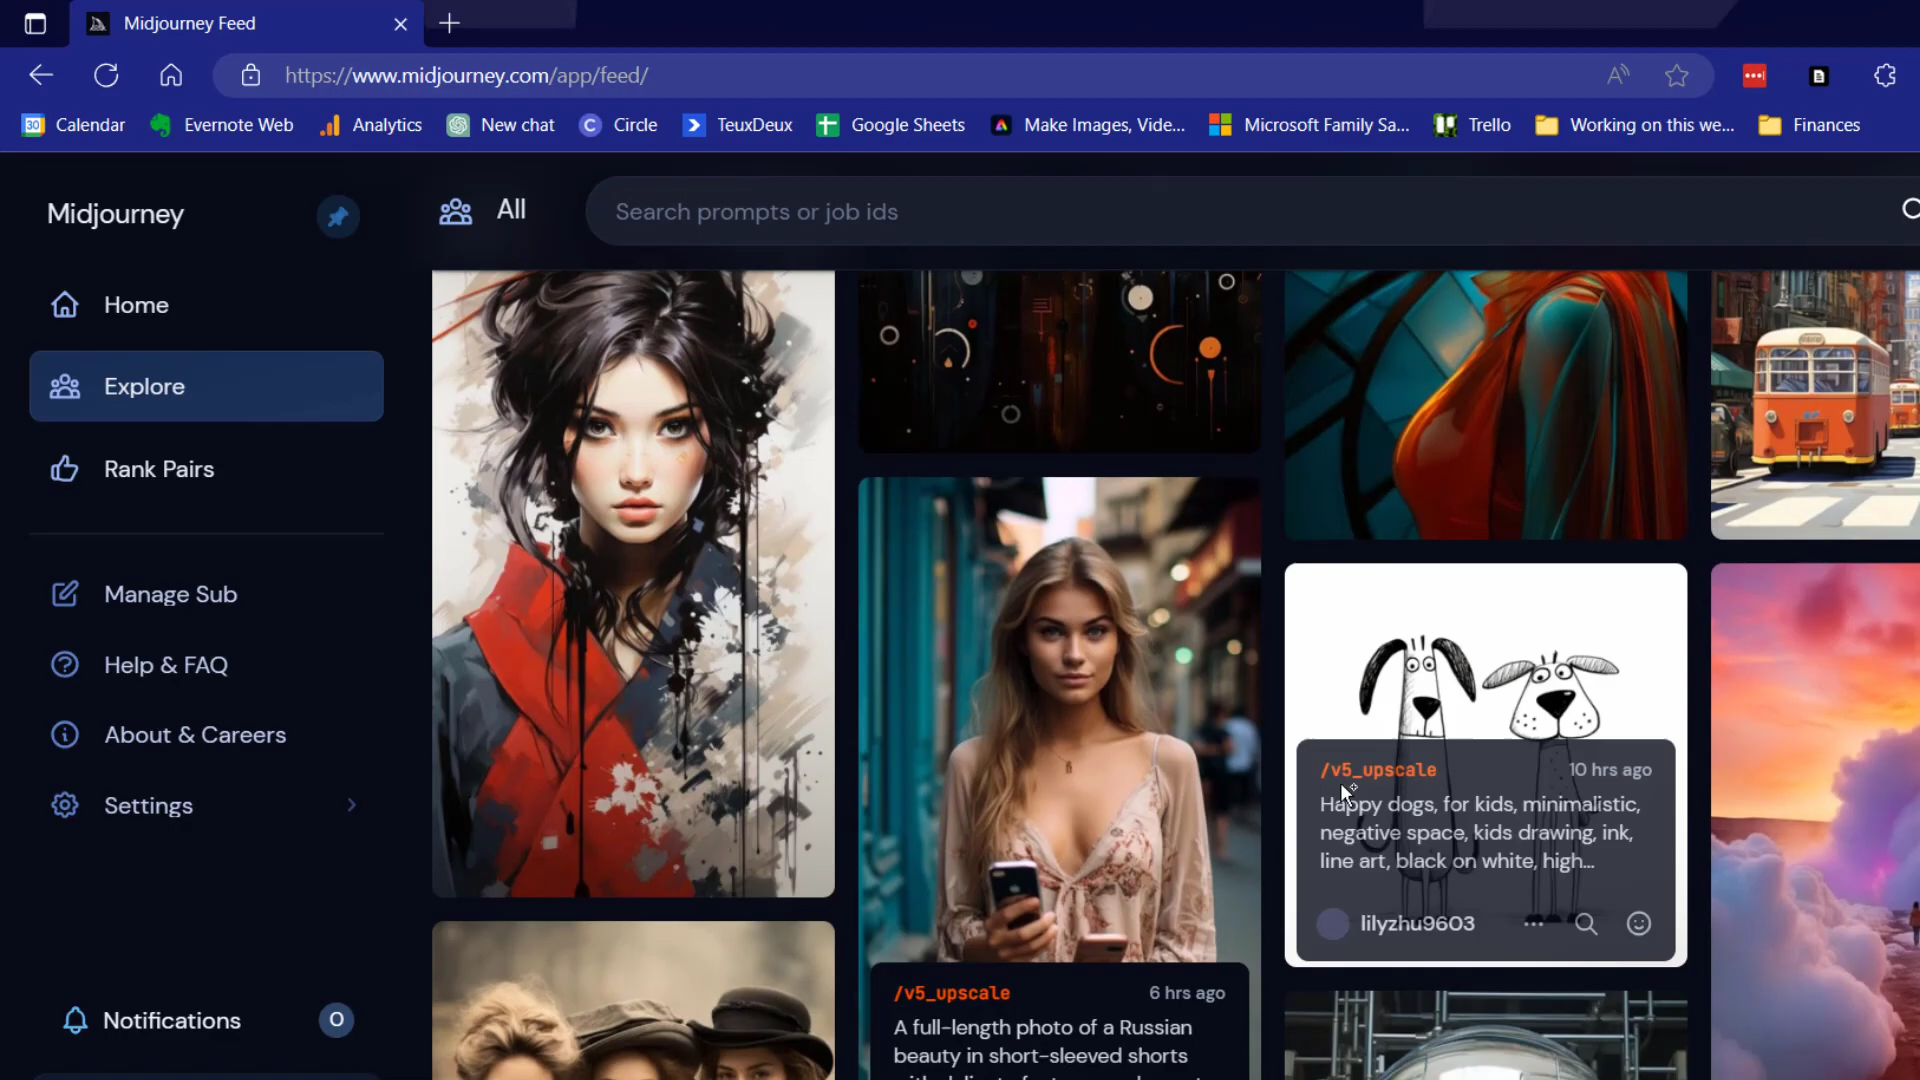 Midjourney Feed
https://www.midjourney.com/app/feed/
Calendar
Evernote Web
Analytics
New chat
Circle
TeuxDeux
Google Sheets
Make Images, Vide...
Microsoft Family Sa...
Trello
Working on this we...
Finances
Midjourney
All
Search prompts or job ids
Home
Explore
Rank Pairs
Manage Sub
Help & FAQ
About & Careers
Settings
Notifications
0
/v5_upscale
10 hrs ago
Happy dogs, for kids, minimalistic,
negative space, kids drawing, ink,
line art, black on white, high...
lilyzhu9603
/v5_upscale
6 hrs ago
A full-length photo of a Russian
beauty in short-sleeved shorts